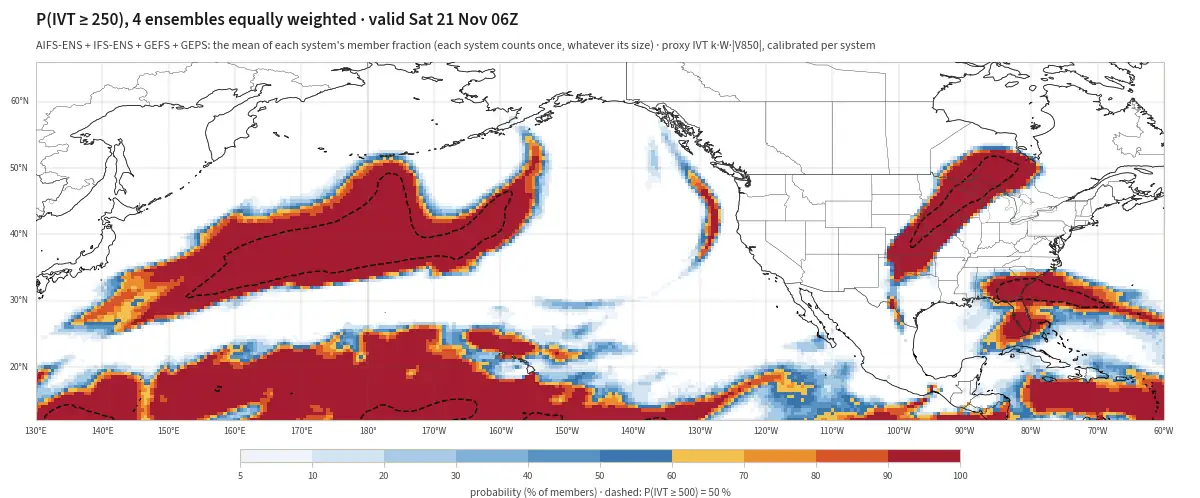 P(IVT ≥ 250), 4 ensembles equally weighted · valid Sat 21 Nov 06Z
AIFS-ENS + IFS-ENS + GEFS + GEPS: the mean of each system's member fraction (each system counts once, whatever its size) · proxy IVT k·W·|V850|, calibrated per system
60°N
50°N
40°N
30°N
20°N
130°E 140°E 150°E 160°E 170°E 180° 170°W 160°W 150°W 140°W 130°W 120°W 110°W 100°W 90°W 80°W 70°W 60°W
5 10 20 30 40 50 60 70 80 90 100
probability (% of members) · dashed: P(IVT ≥ 500) = 50 %